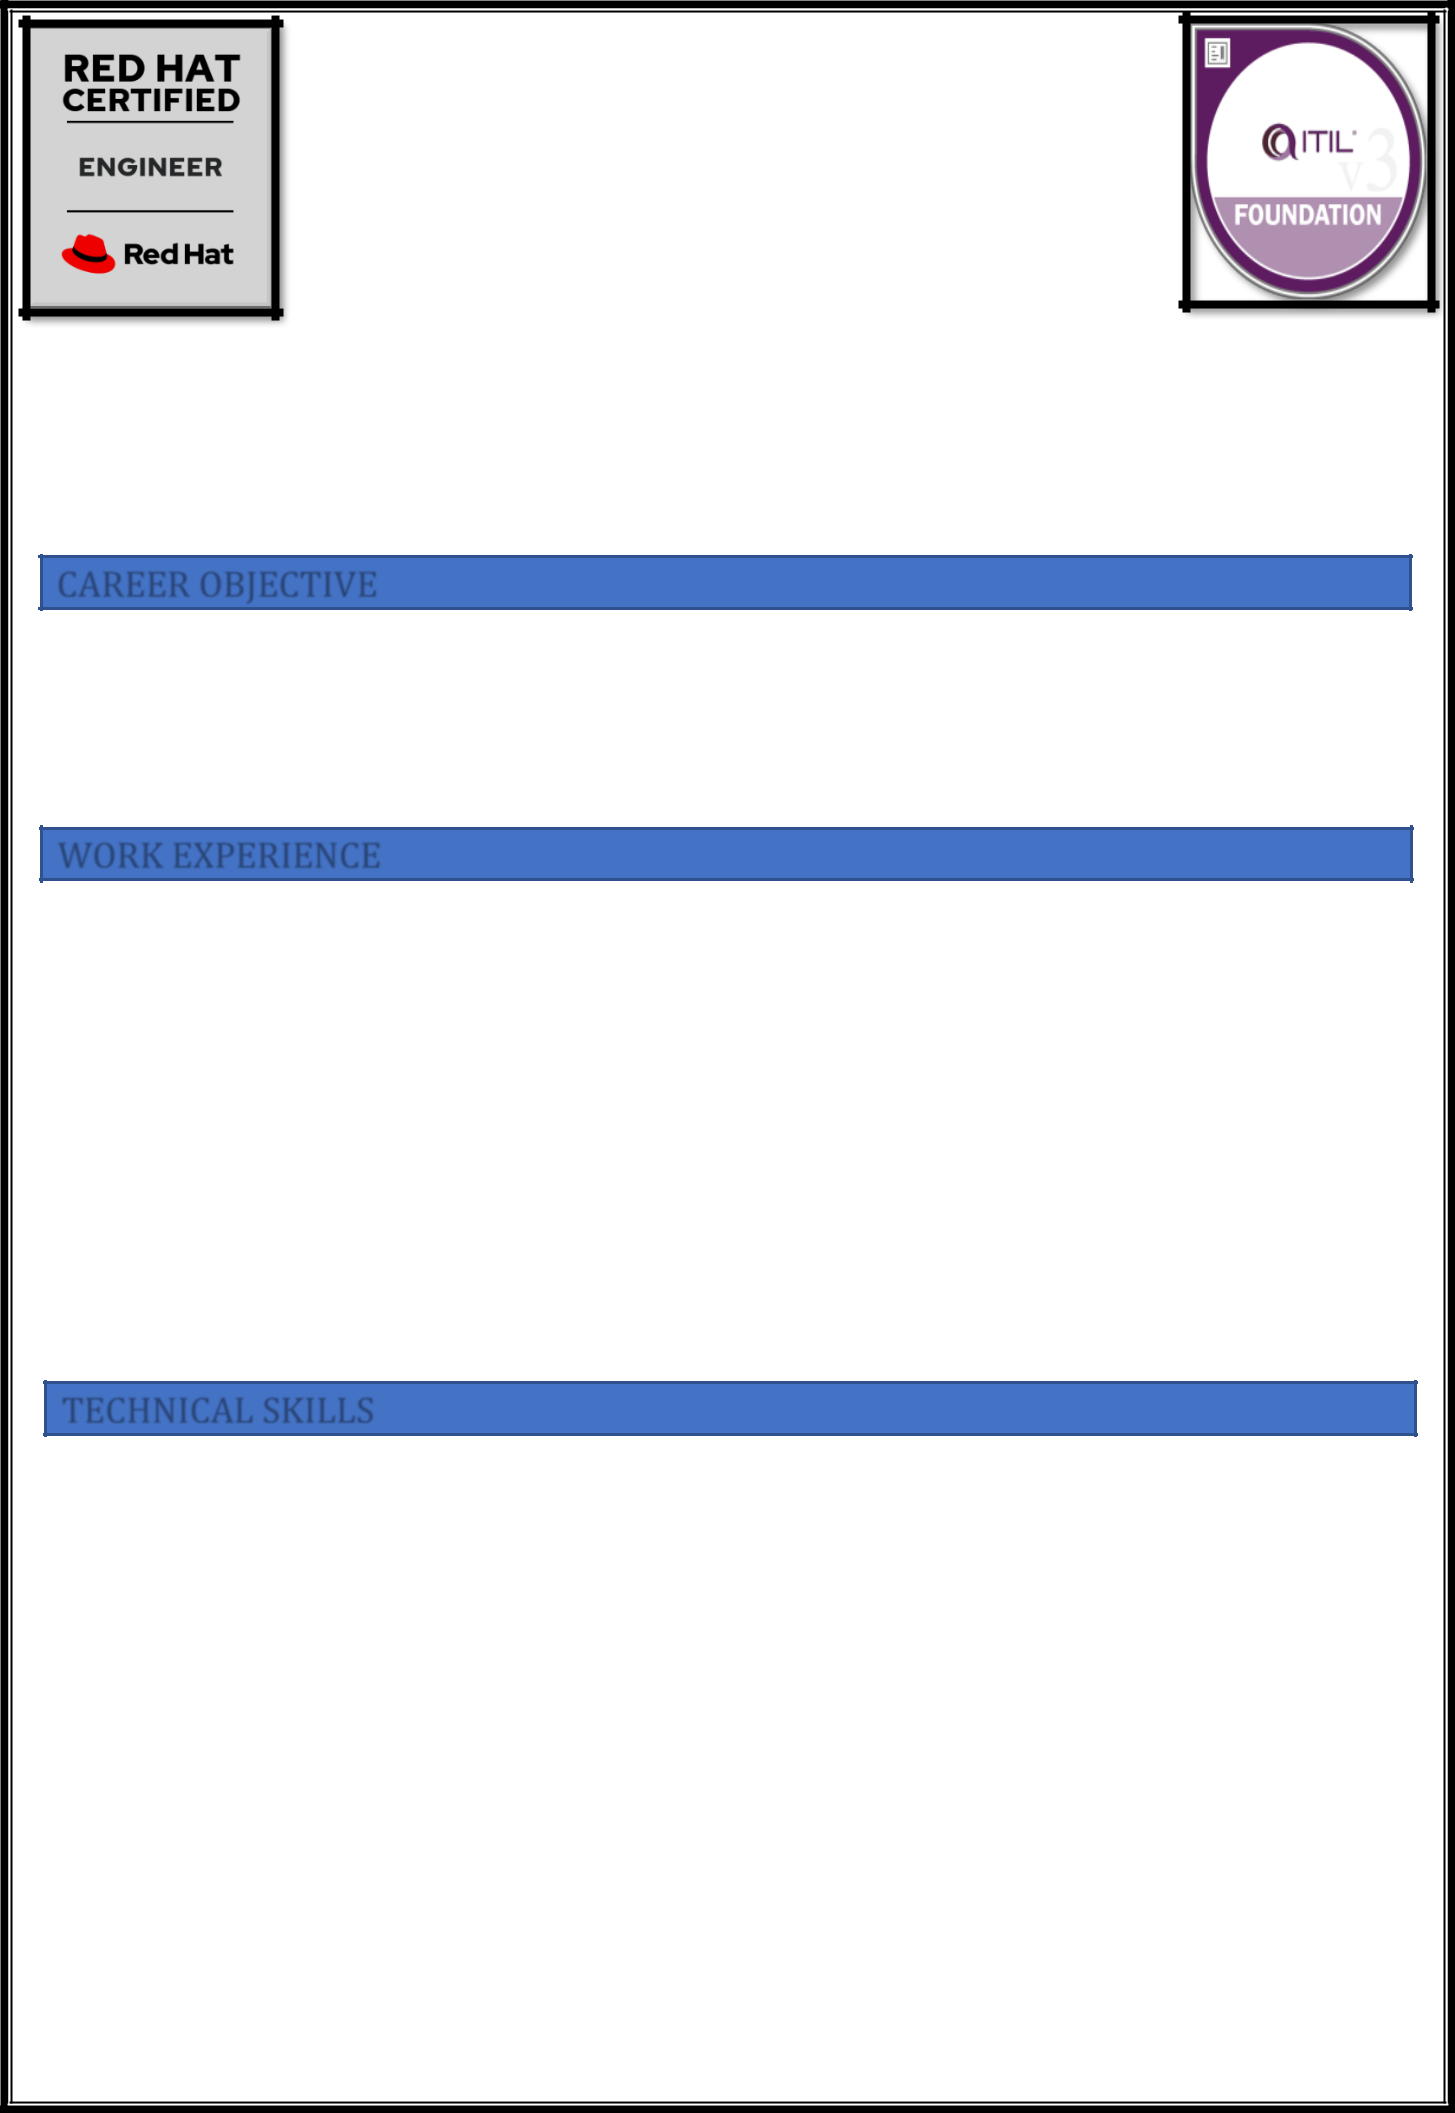 RED HAT
CERTIFIED
ENGINEER
Red Hat
ITIL®
v3
FOUNDATION
CAREER OBJECTIVE
WORK EXPERIENCE
TECHNICAL SKILLS